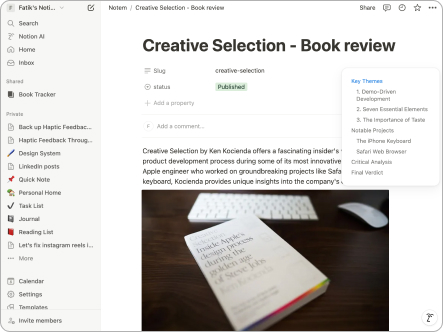 F Fatik's Noti...
Search
Notion AI
Home
Inbox
Shared
Book Tracker
Private
Back up Haptic Feedbac...
Haptic Feedback Throug...
Design System
Linkedin posts
Quick Note
Personal Home
Task List
Journal
Reading List
Let's fix instagram reels i...
More
Calendar
Settings
Templates
Invite members
Notem / Creative Selection - Book review
Share
Creative Selection - Book review
Slug creative-selection
status Published
+ Add a property
F Add a comment...
Creative Selection by Ken Kocienda offers a fascinating insider's
product development process during some of its most innovative
Apple engineer who worked on groundbreaking projects like Safa
keyboard, Kocienda provides unique insights into the company's
Key Themes
1. Demo-Driven
Development
2. Seven Essential Elements
3. The Importance of Taste
Notable Projects
The iPhone Keyboard
Safari Web Browser
Critical Analysis
Final Verdict
Inside Apple's
design process
during the
golden age
of Steve Jobs
Ken Kocienda